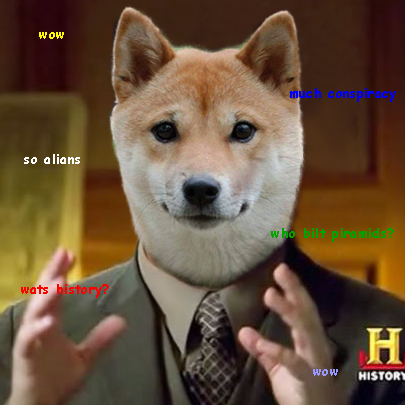 wow
much conspiracy
so alians
who bilt piramids?
wats history?
H
HISTORY
wow